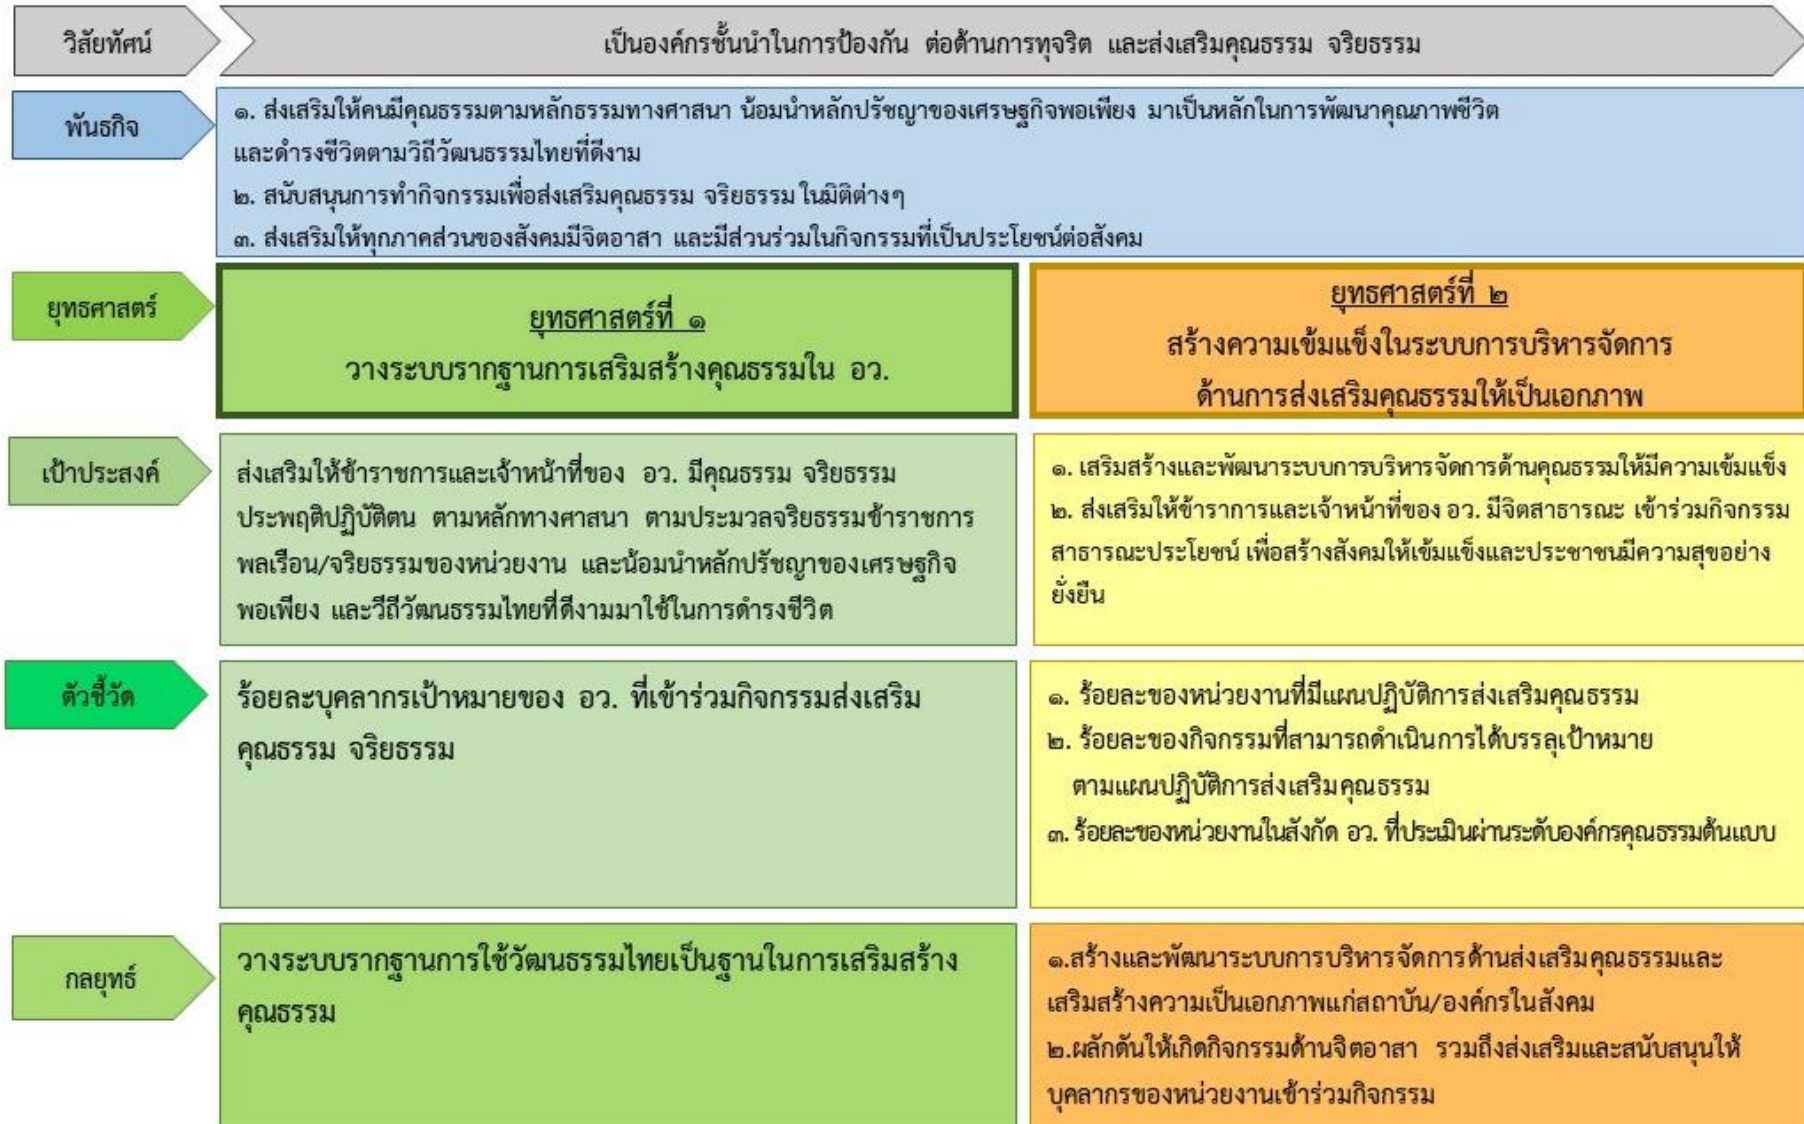 วิสัยทัศน์
เป็นองค์กรชั้นนำในการป้องกัน ต่อต้านการทุจริต และส่งเสริมคุณธรรม จริยธรรม
พันธกิจ
๑. ส่งเสริมให้คนมีคุณธรรมตามหลักธรรมทางศาสนา น้อมนำหลักปรัชญาของเศรษฐกิจพอเพียง มาเป็นหลักในการพัฒนาคุณภาพชีวิต
และดำรงชีวิตตามวิถีวัฒนธรรมไทยที่ดีงาม
๒. สนับสนุนการทำกิจกรรมเพื่อส่งเสริมคุณธรรม จริยธรรม ในมิติต่างๆ
๓. ส่งเสริมให้ทุกภาคส่วนของสังคมมีจิตอาสา และมีส่วนร่วมในกิจกรรมที่เป็นประโยชน์ต่อสังคม
ยุทธศาสตร์
ยุทธศาสตร์ที่ ๑
วางระบบรากฐานการเสริมสร้างคุณธรรมใน อว.
ยุทธศาสตร์ที่ ๒
สร้างความเข้มแข็งในระบบการบริหารจัดการ
ด้านการส่งเสริมคุณธรรมให้เป็นเอกภาพ
เป้าประสงค์
ส่งเสริมให้ข้าราชการและเจ้าหน้าที่ของ อว. มีคุณธรรม จริยธรรม
ประพฤติปฏิบัติตน ตามหลักทางศาสนา ตามประมวลจริยธรรมข้าราชการ
พลเรือน/จริยธรรมของหน่วยงาน และน้อมนำหลักปรัชญาของเศรษฐกิจ
พอเพียง และวีถีวัฒนธรรมไทยที่ดีงามมาใช้ในการดำรงชีวิต
๑. เสริมสร้างและพัฒนาระบบการบริหารจัดการด้านคุณธรรมให้มีความเข้มแข็ง
๒. ส่งเสริมให้ข้าราการและเจ้าหน้าที่ของ อว. มีจิตสาธารณะ เข้าร่วมกิจกรรม
สาธารณะประโยชน์ เพื่อสร้างสังคมให้เข้มแข็งและประชาชนมีความสุขอย่าง
ยั่งยืน
ตัวชี้วัด
ร้อยละบุคลากรเป้าหมายของ อว. ที่เข้าร่วมกิจกรรมส่งเสริม
คุณธรรม จริยธรรม
๑. ร้อยละของหน่วยงานที่มีแผนปฏิบัติการส่งเสริมคุณธรรม
๒. ร้อยละของกิจกรรมที่สามารถดำเนินการได้บรรลุเป้าหมาย
ตามแผนปฏิบัติการส่งเสริมคุณธรรม
๓. ร้อยละของหน่วยงานในสังกัด อว. ที่ประเมินผ่านระดับองค์กรคุณธรรมต้นแบบ
กลยุทธ์
วางระบบรากฐานการใช้วัฒนธรรมไทยเป็นฐานในการเสริมสร้าง
คุณธรรม
๑.สร้างและพัฒนาระบบการบริหารจัดการด้านส่งเสริมคุณธรรมและ
เสริมสร้างความเป็นเอกภาพแก่สถาบัน/องค์กรในสังคม
๒.ผลักดันให้เกิดกิจกรรมด้านจิตอาสา รวมถึงส่งเสริมและสนับสนุนให้
บุคลากรของหน่วยงานเข้าร่วมกิจกรรม